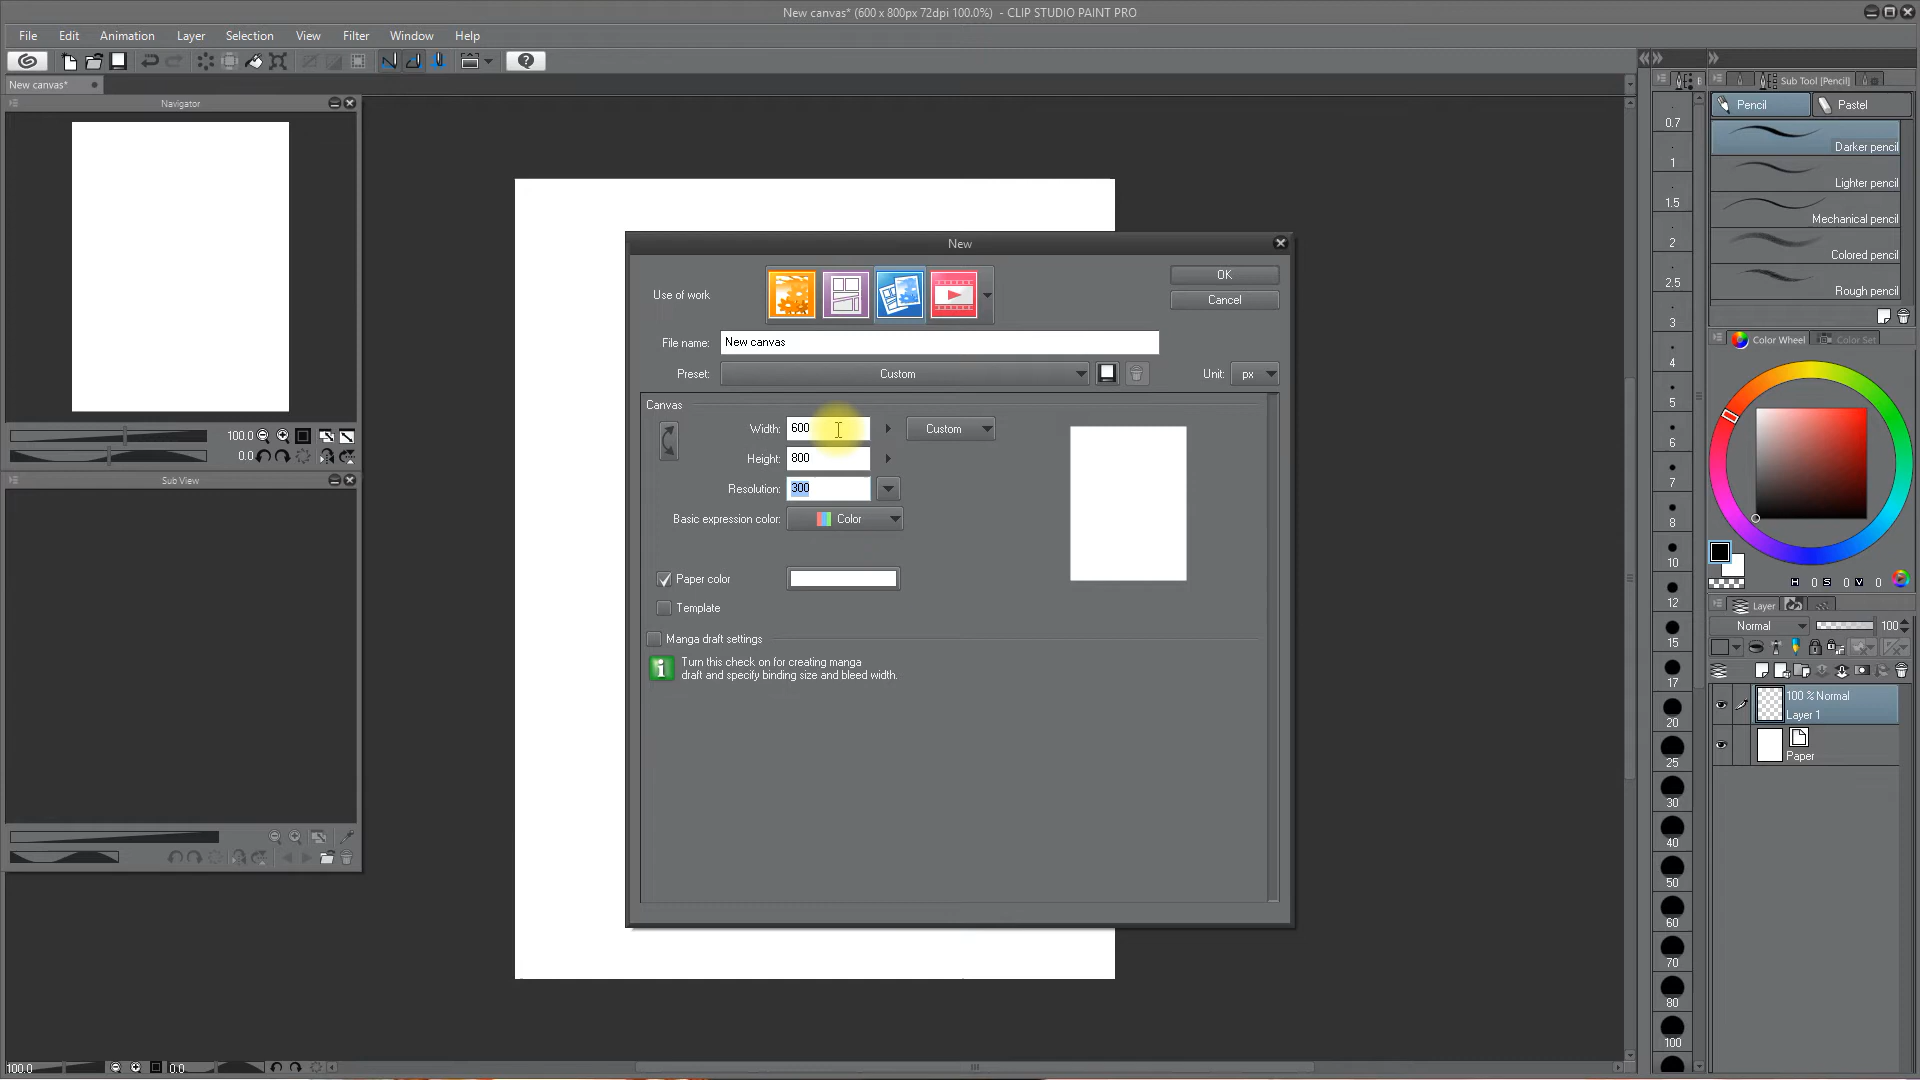 New canvas* (600 x 800px 72dpi 100.0%) - CLIP STUDIO PAINT PRO
File Edit Animation Layer Selection View Filter Window Help
New canvas*
Navigator
100.0
0.0
Sub View
100.0
0.0
New
Use of work
OK
Cancel
File name: New canvas
Preset: Custom Unit: px
Canvas
Width: 600 Custom
Height: 800
Resolution: 300
Basic expression color: Color
Paper color
Template
Manga draft settings
Turn this check on for creating manga
draft and specify binding size and bleed width.
0.7
1
1.5
2
2.5
3
4
5
6
7
8
10
12
15
17
20
25
30
40
50
60
70
80
100
Sub Tool [Pencil]
Pencil Pastel
Darker pencil
Lighter pencil
Mechanical pencil
Colored pencil
Rough pencil
Color Wheel Color Set
H 0 S 0 V 0
Layer
Normal 100
100 % Normal
Layer 1
Paper